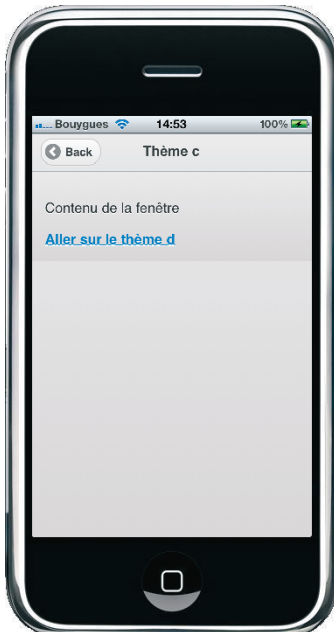 ... Bouygues 14:53 100%
Back Thème c
Contenu de la fenêtre
Aller sur le thème d